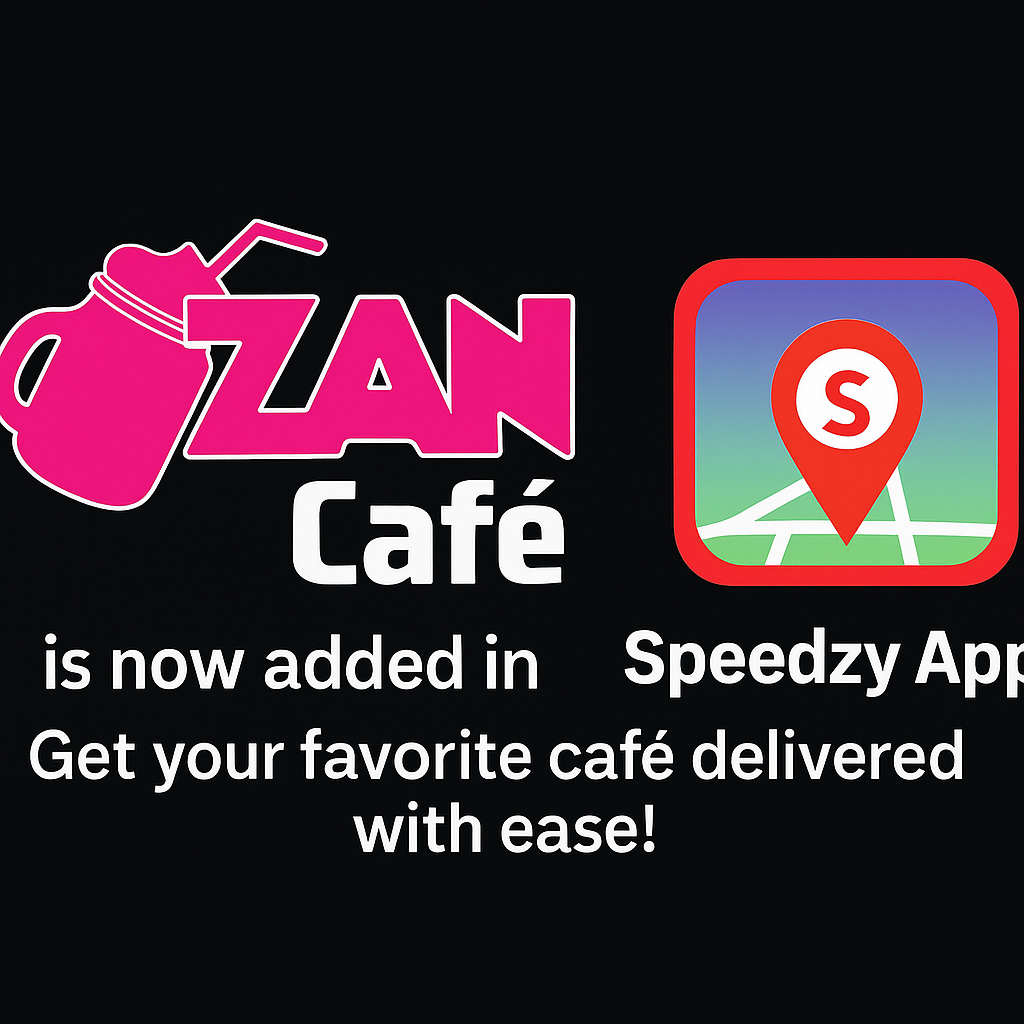 ZAN
Café
S
is now added in Speedzy App
Get your favorite café delivered
with ease!